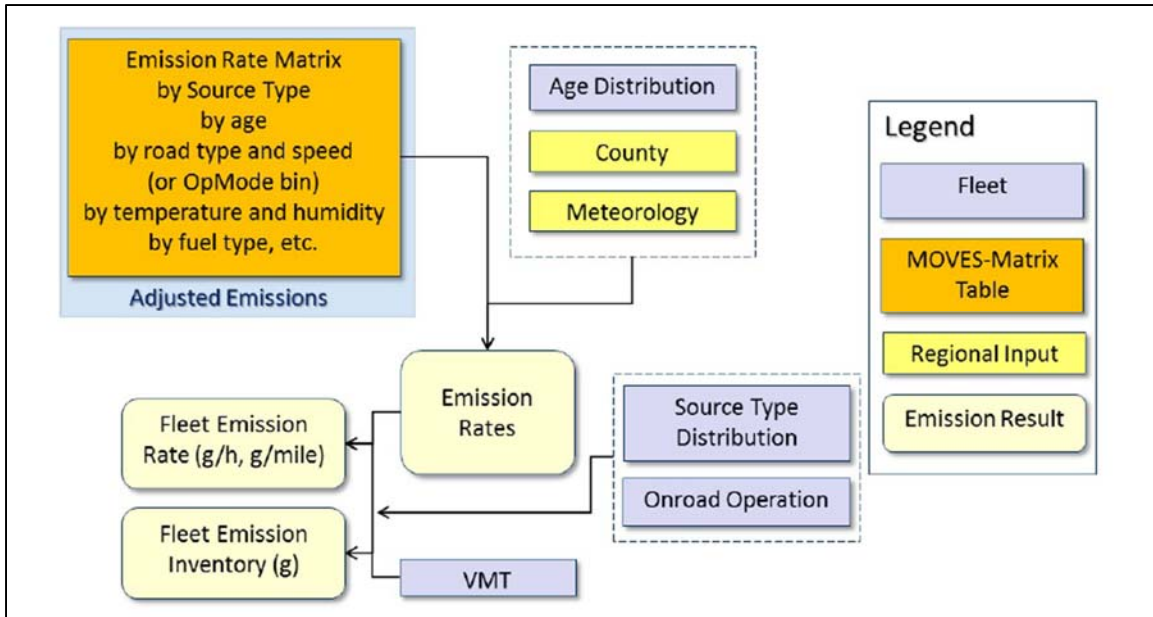 Emission Rate Matrix
by Source Type
by age
by road type and speed
(or OpMode bin)
by temperature and humidity
by fuel type, etc.
Adjusted Emissions
Age Distribution
County
Meteorology
Legend
Fleet
MOVES-Matrix
Table
Regional Input
Emission Result
Emission
Rates
Fleet Emission
Rate (g/h, g/mile)
Fleet Emission
Inventory (g)
Source Type
Distribution
Onroad Operation
VMT